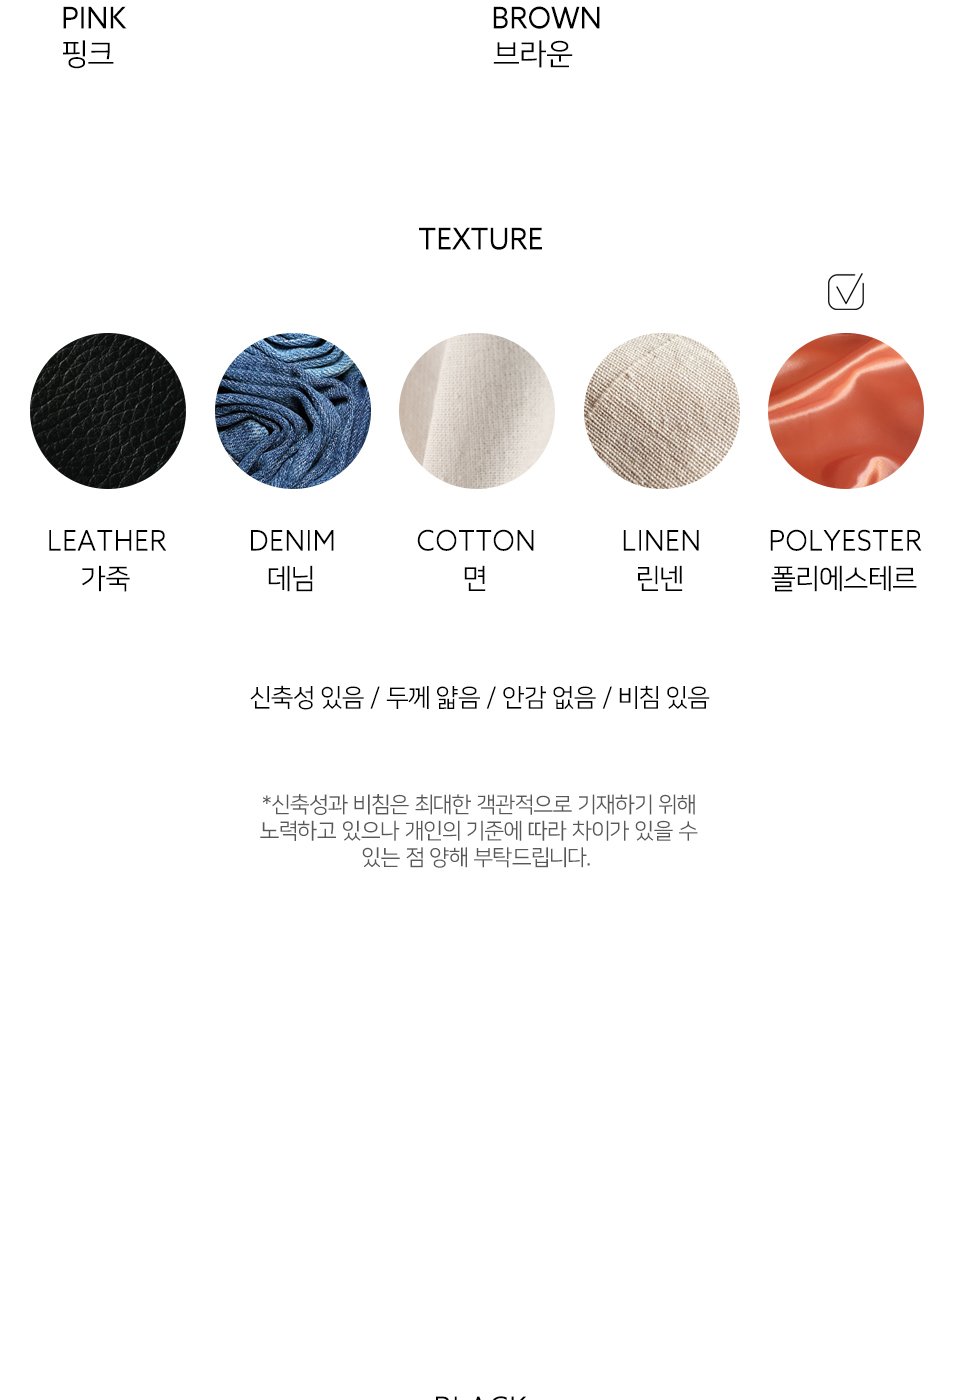 PINK
핑크
BROWN
브라운
TEXTURE
LEATHER
가죽
DENIM
데님
COTTON
면
LINEN
린넨
POLYESTER
폴리에스테르
신축성 있음 / 두께 얇음 / 안감 없음 / 비침 있음
*신축성과 비침은 최대한 객관적으로 기재하기 위해
노력하고 있으나 개인의 기준에 따라 차이가 있을 수
있는 점 양해 부탁드립니다.